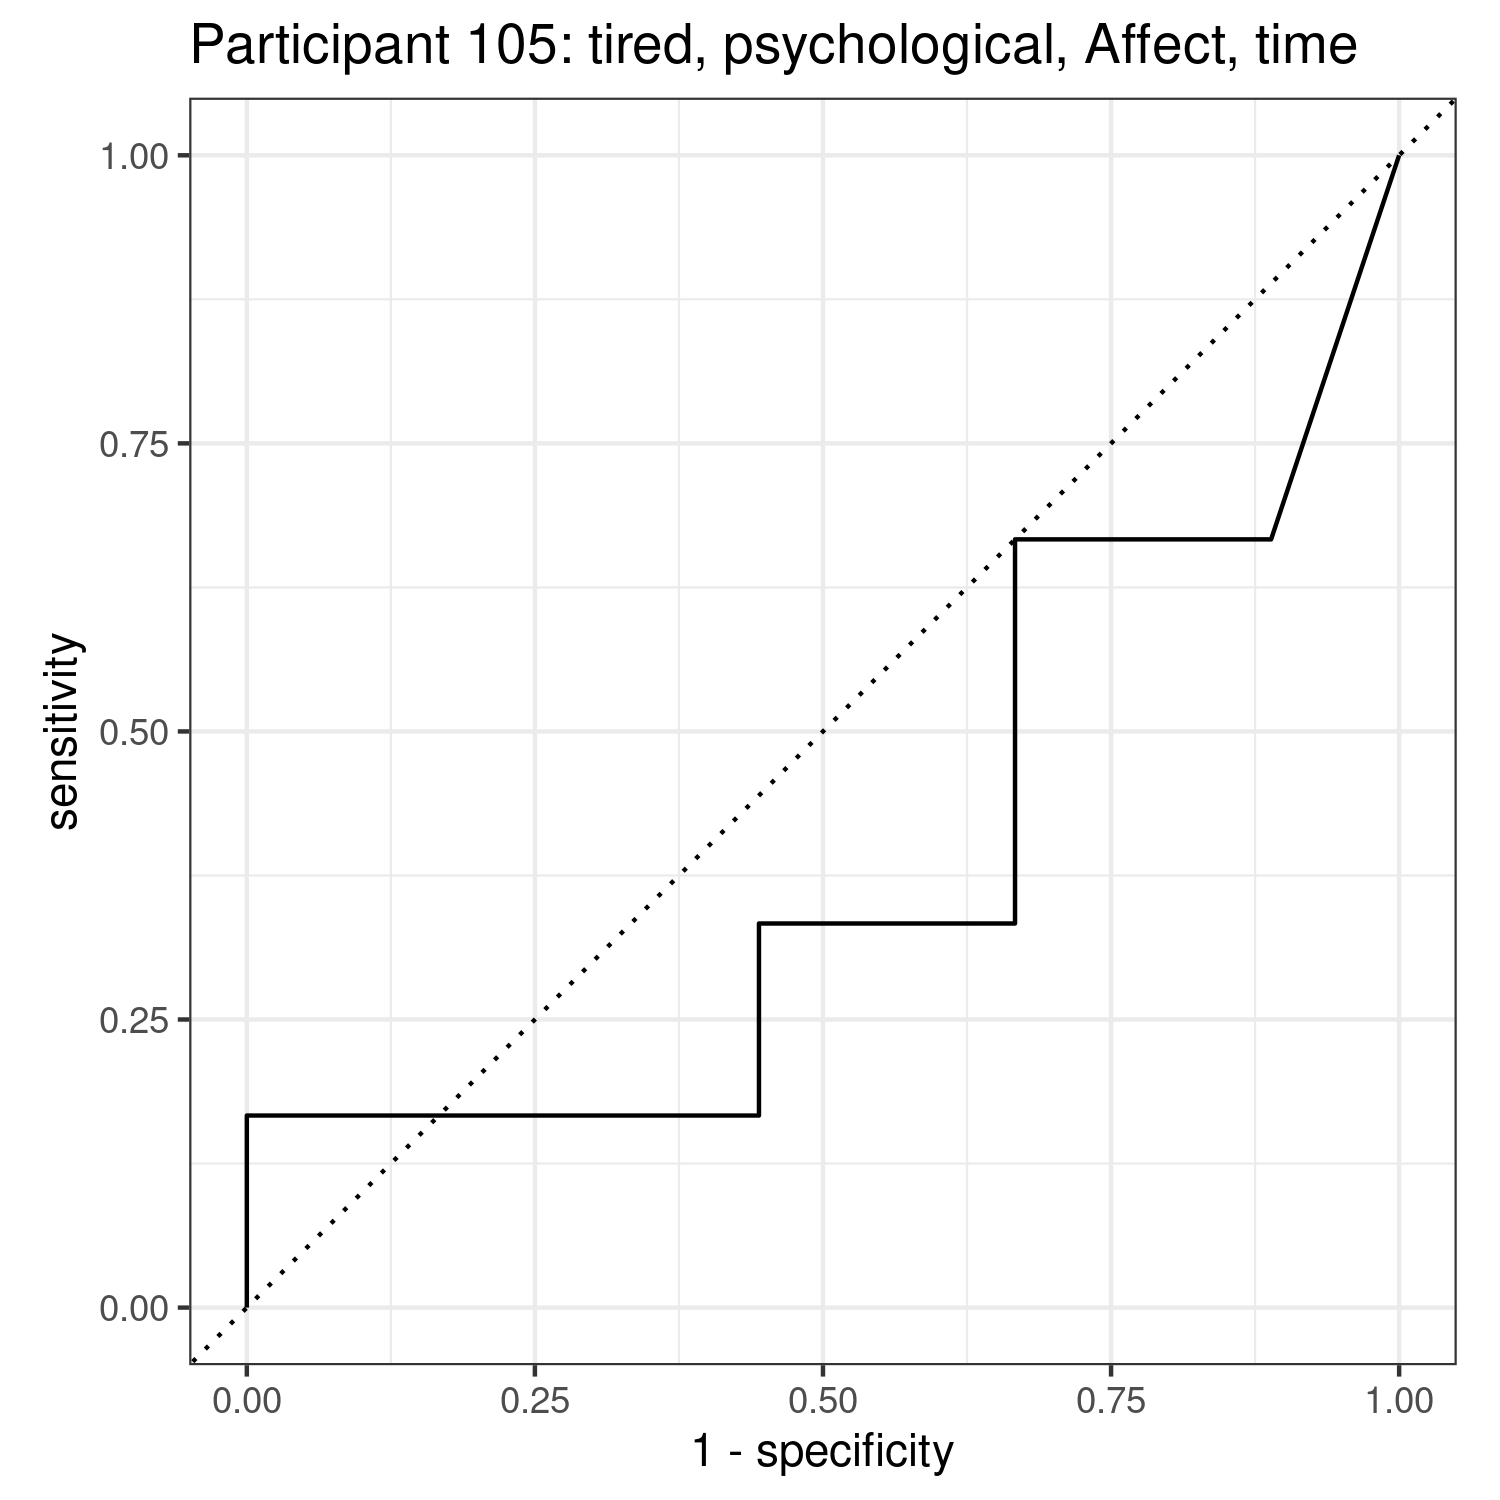 Participant 105: tired, psychological, Affect, time
1.00
0.75
0.50
0.25
0.00
sensitivity
0.00 0.25 0.50 0.75 1.00
1 - specificity